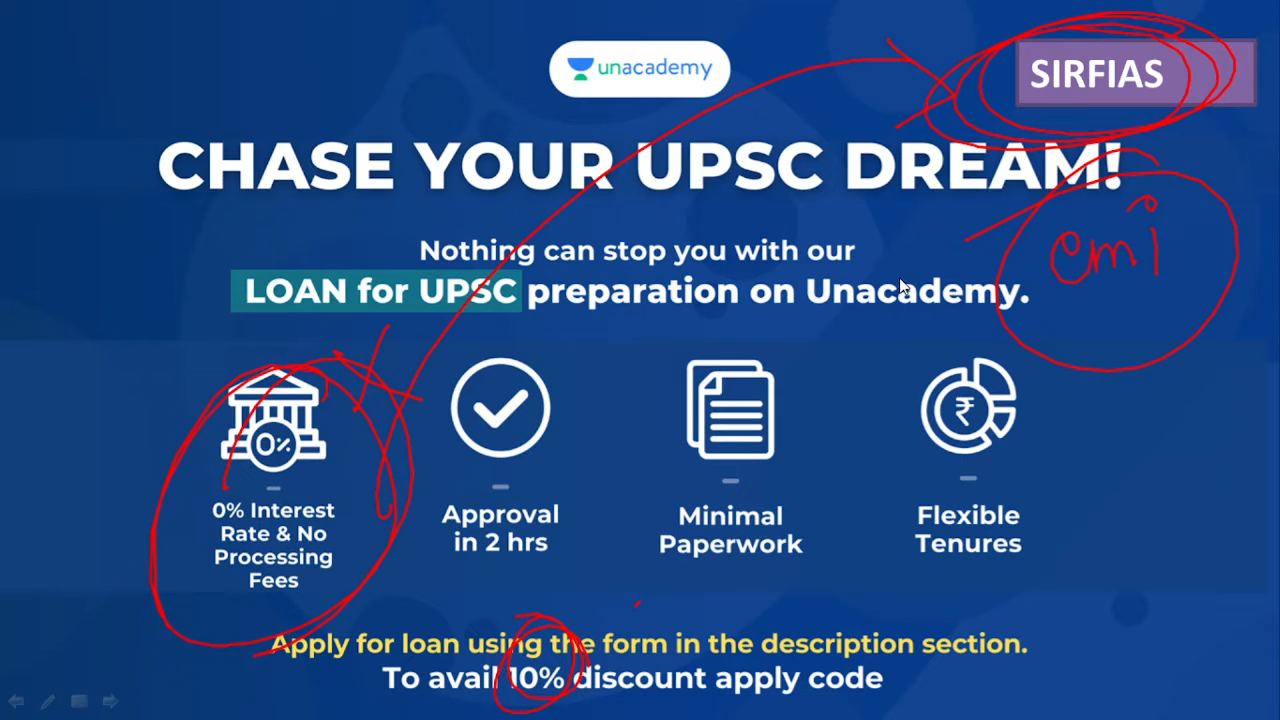 unacademy
SIRFIAS
CHASE YOUR UPSC DREAM!
emi
Nothing can stop you with our
LOAN for UPSC preparation on Unacademy.
0%
₹
0% Interest
Rate & No
Processing
Fees
Approval
in 2 hrs
Minimal
Paperwork
Flexible
Tenures
Apply for loan using the form in the description section.
To avail 10% discount apply code